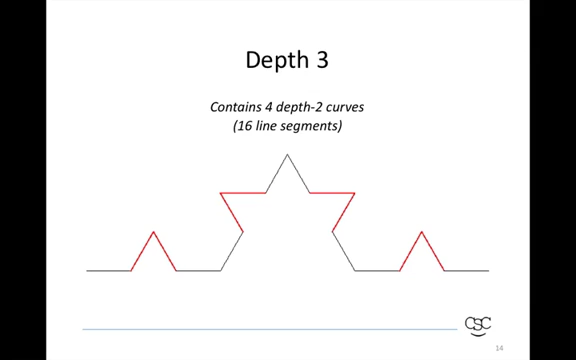 Depth 3
Contains 4 depth-2 curves
(16 line segments)
CSC
14